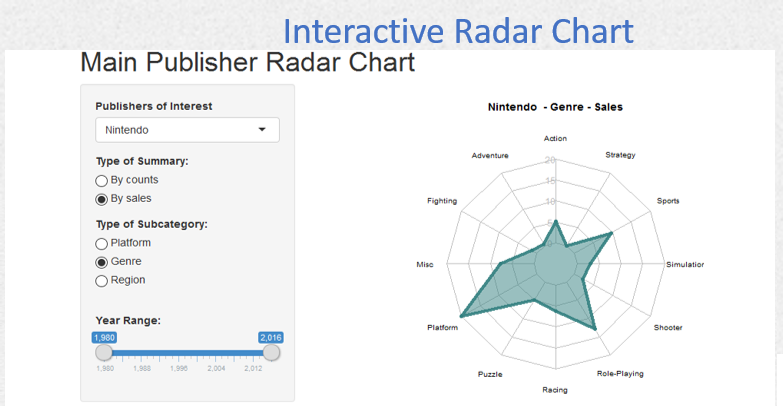 Interactive Radar Chart
Main Publisher Radar Chart
Publishers of Interest
Nintendo
Type of Summary:
By counts
By sales
Type of Subcategory:
Platform
Genre
Region
Year Range:
1,980 2,016
1,980 1,988 1,996 2,004 2,012
Nintendo - Genre - Sales
Action
Strategy
Sports
Simulation
Shooter
Role-Playing
Racing
Puzzle
Platform
Misc
Fighting
Adventure
20
15
10
5
0